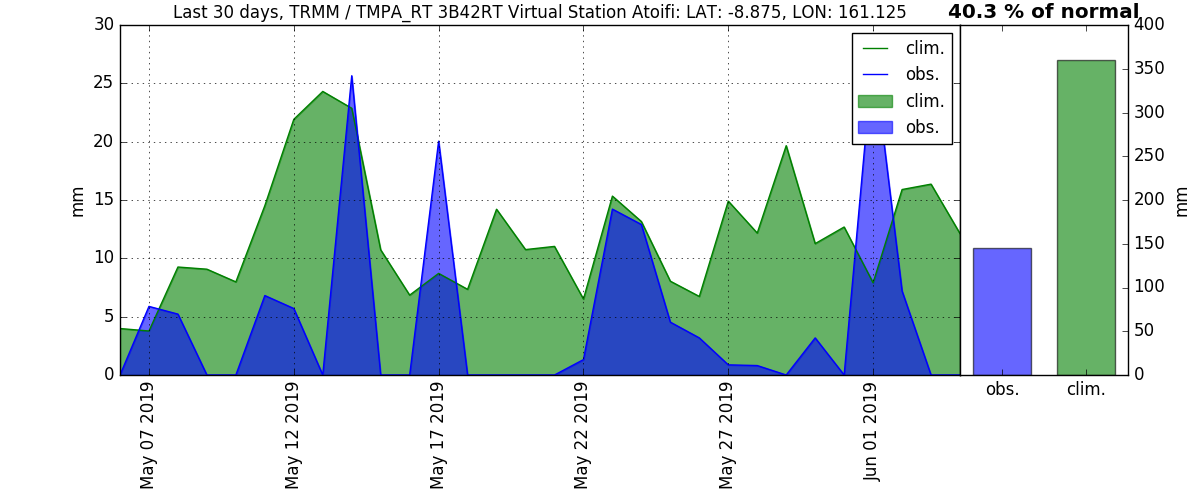 Last 30 days, TRMM / TMPA_RT 3B42RT Virtual Station Atoifi: LAT: -8.875, LON: 161.125
40.3 % of normal
30
25
20
15
10
5
0
mm
clim.
obs.
clim.
obs.
May 07 2019
May 12 2019
May 17 2019
May 22 2019
May 27 2019
Jun 01 2019
400
350
300
250
200
150
100
50
0
mm
obs.
clim.